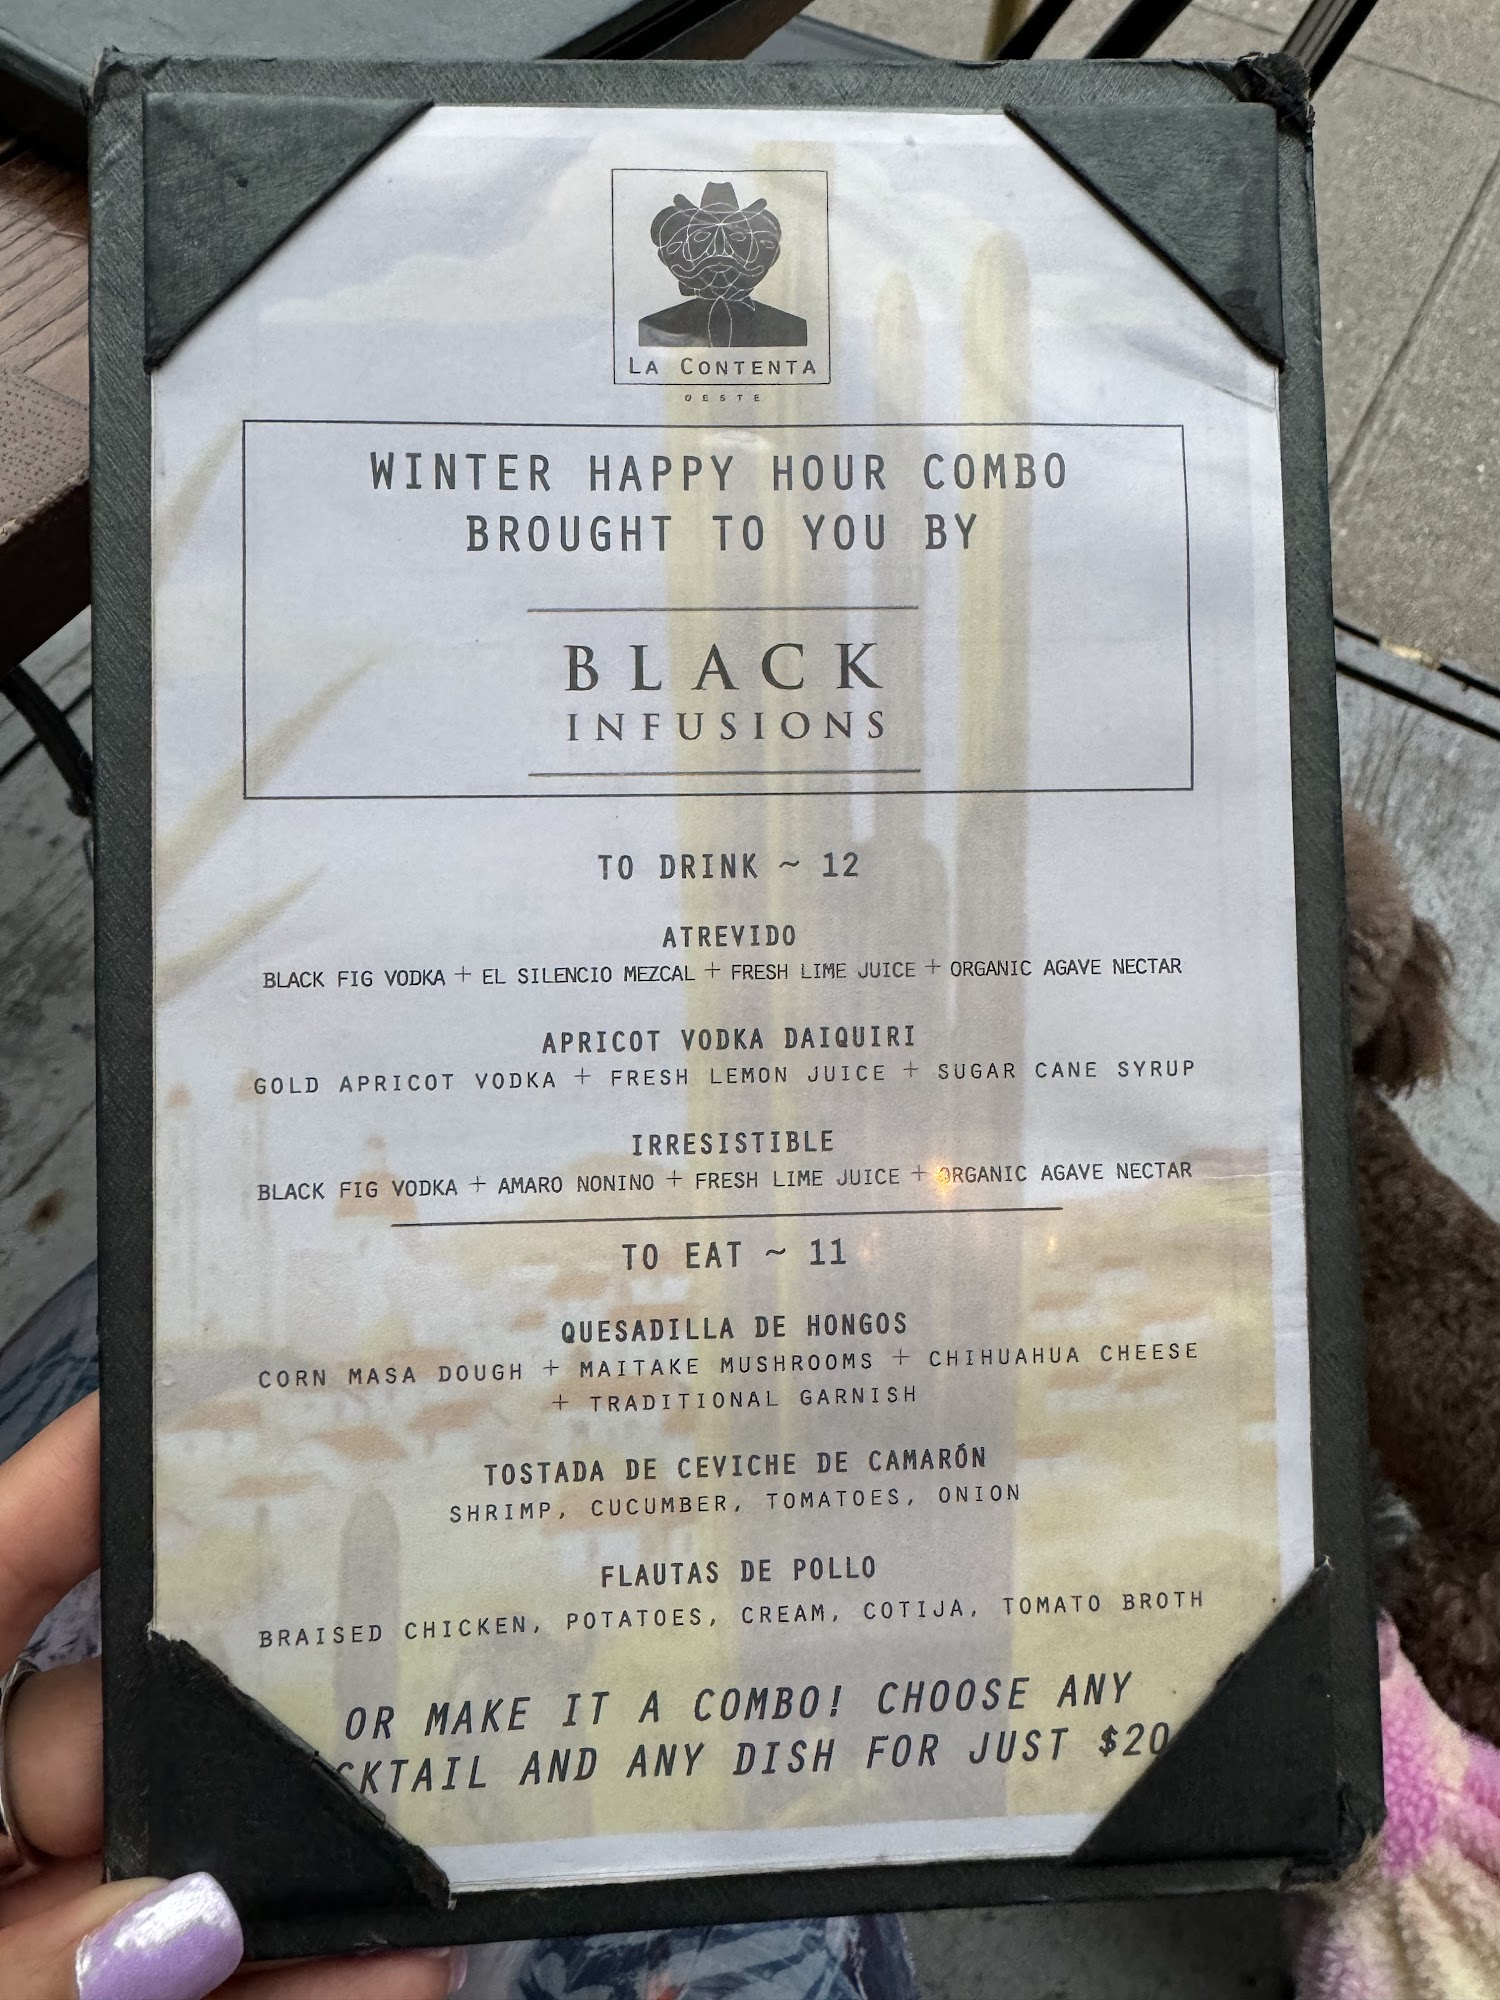 LA CONTENTA
OESTE
WINTER HAPPY HOUR COMBO
BROUGHT TO YOU BY
BLACK
INFUSIONS
TO DRINK ~ 12
ATREVIDO
BLACK FIG VODKA + EL SILENCIO MEZCAL + FRESH LIME JUICE + ORGANIC AGAVE NECTAR
APRICOT VODKA DAIQUIRI
GOLD APRICOT VODKA + FRESH LEMON JUICE + SUGAR CANE SYRUP
IRRESISTIBLE
BLACK FIG VODKA + AMARO NONINO + FRESH LIME JUICE + ORGANIC AGAVE NECTAR
TO EAT ~ 11
QUESADILLA DE HONGOS
CORN MASA DOUGH + MAITAKE MUSHROOMS + CHIHUAHUA CHEESE
+ TRADITIONAL GARNISH
TOSTADA DE CEVICHE DE CAMARÓN
SHRIMP, CUCUMBER, TOMATOES, ONION
FLAUTAS DE POLLO
BRAISED CHICKEN, POTATOES, CREAM, COTIJA, TOMATO BROTH
OR MAKE IT A COMBO! CHOOSE ANY
CKTAIL AND ANY DISH FOR JUST $20